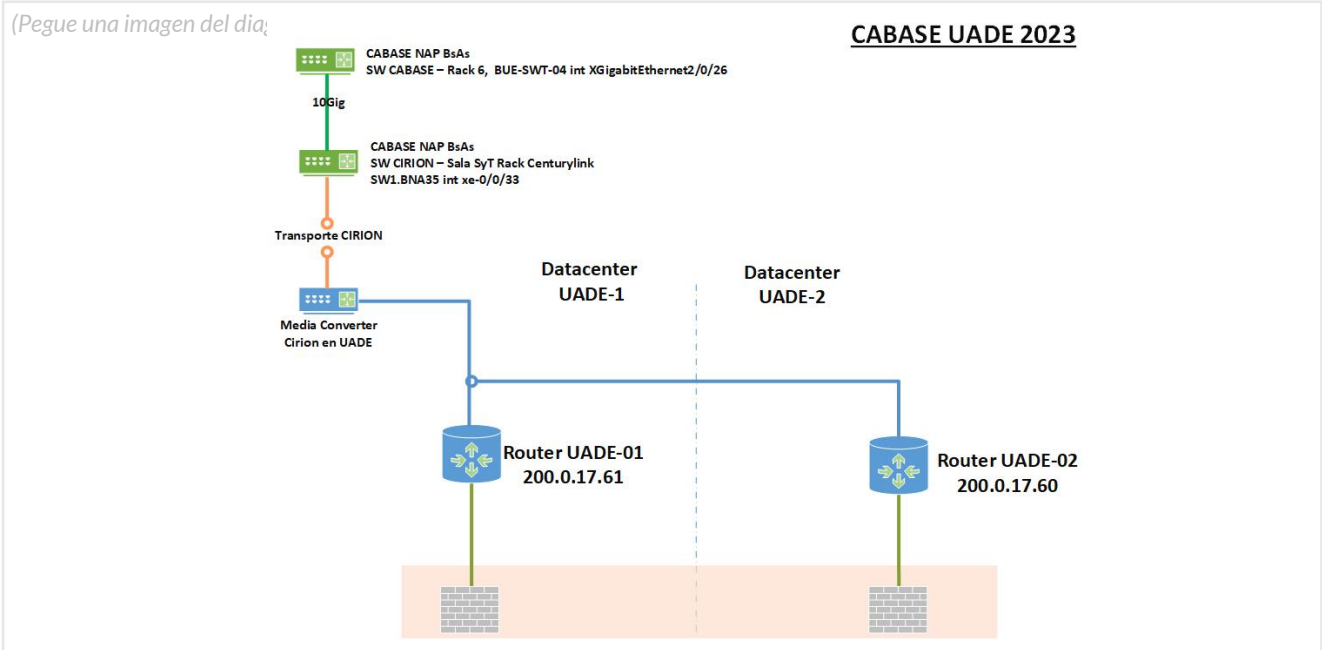 (Pegue una imagen del
CABASE UADE 2023
CABASE NAP BsAs
SW CABASE – Rack 6, BUE-SWT-04 int XGigabitEthernet2/0/26
10Gig
CABASE NAP BsAs
SW CIRION – Sala SyT Rack Centurylink
SW1.BNA35 int xe-0/0/33
Transporte CIRION
Datacenter
UADE-1
Datacenter
UADE-2
Media Converter
Cirion en UADE
Router UADE-01
200.0.17.61
Router UADE-02
200.0.17.60